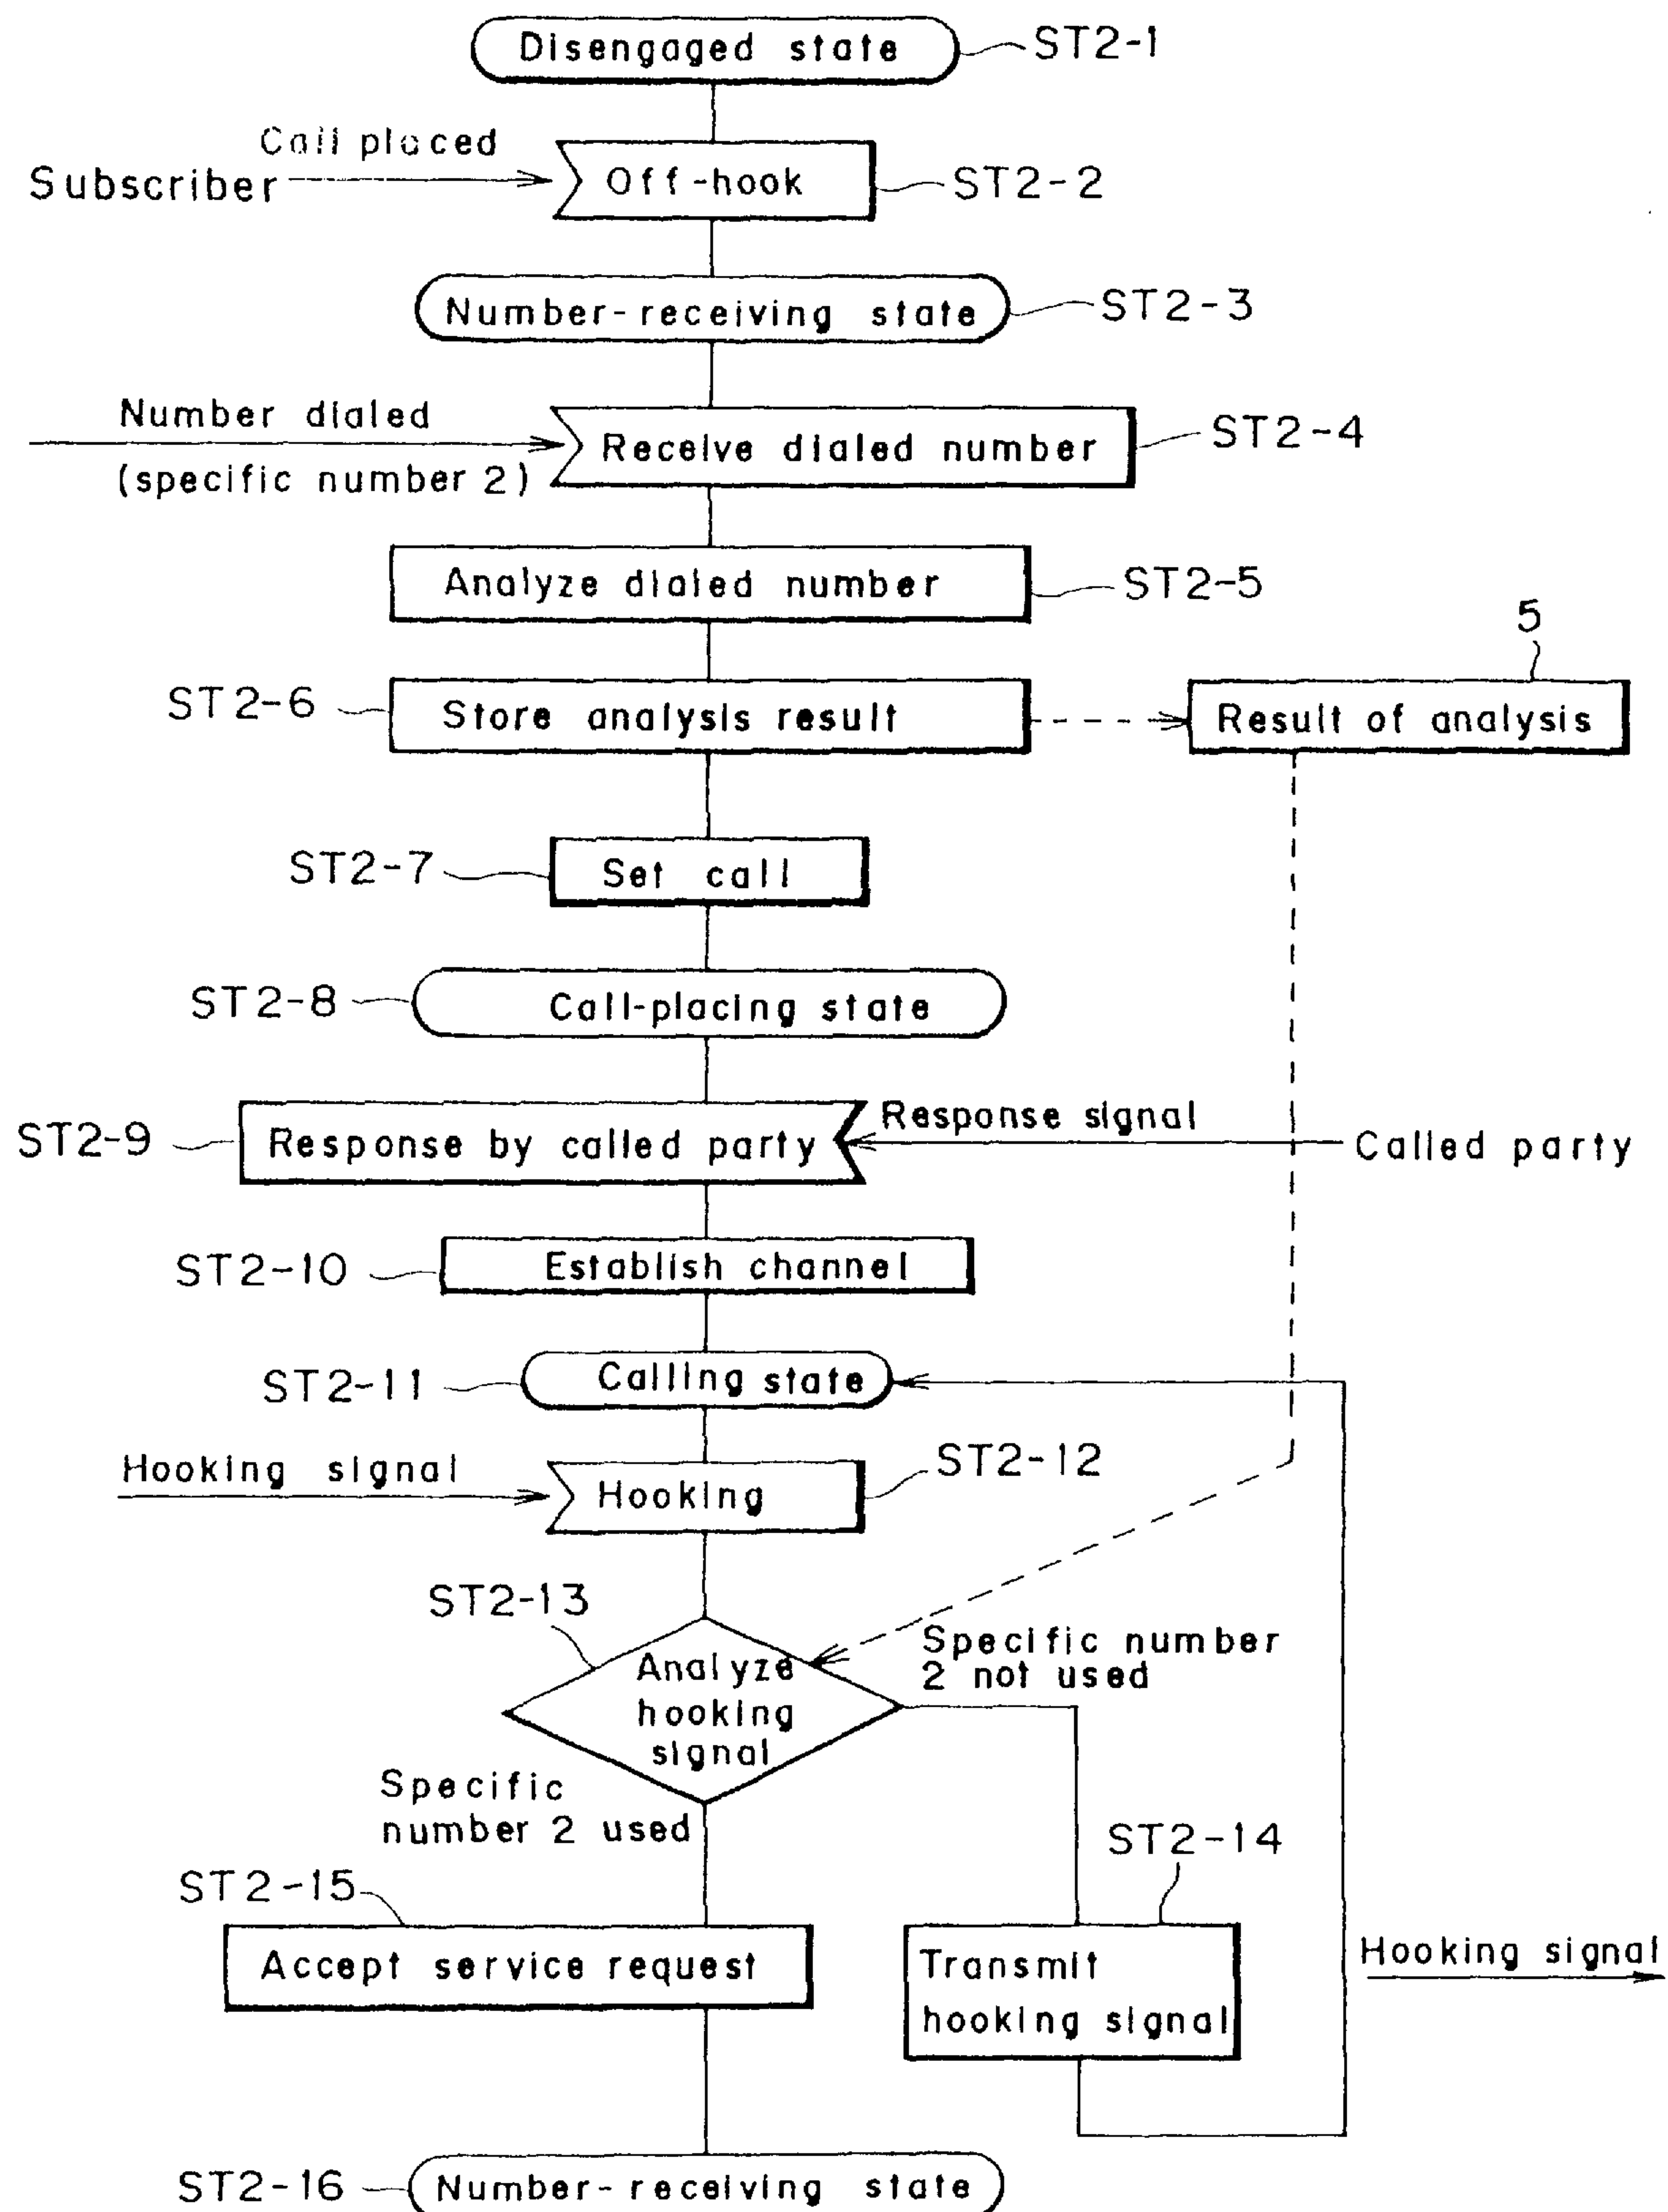 Disengaged state
ST2-1
Call placed
Subscriber
Off-hook
ST2-2
Number-receiving state
ST2-3
Number dialed
(specific number 2)
Receive dialed number
ST2-4
Analyze dialed number
ST2-5
5
ST2-6
Store analysis result
Result of analysis
ST2-7
Set call
ST2-8
Call-placing state
ST2-9
Response by called party
Response signal
Called party
ST2-10
Establish channel
ST2-11
Calling state
Hooking signal
Hooking
ST2-12
ST2-13
Analyze
hooking
signal
Specific number
2 not used
Specific
number 2 used
ST2-14
ST2-15
Accept service request
Transmit
hooking signal
Hooking signal
ST2-16
Number-receiving state